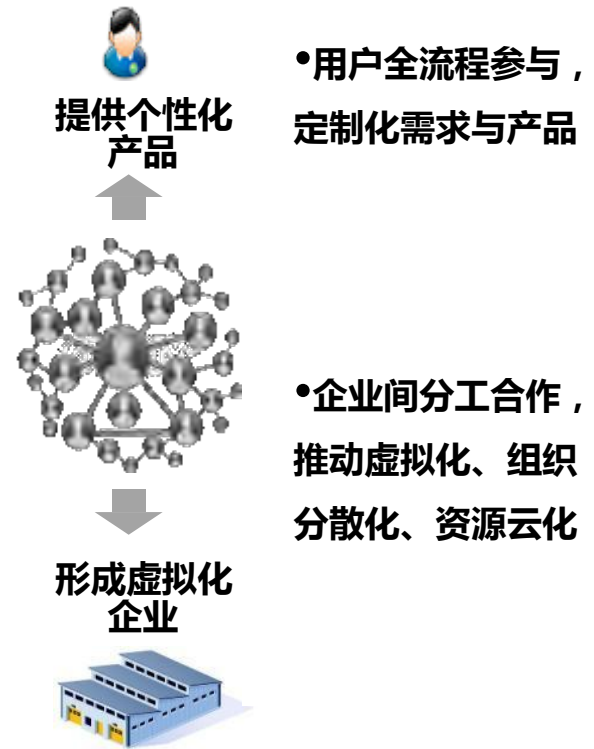 提供个性化
产品
•用户全流程参与，
定制化需求与产品
•企业间分工合作，
推动虚拟化、组织
分散化、资源云化
形成虚拟化
企业